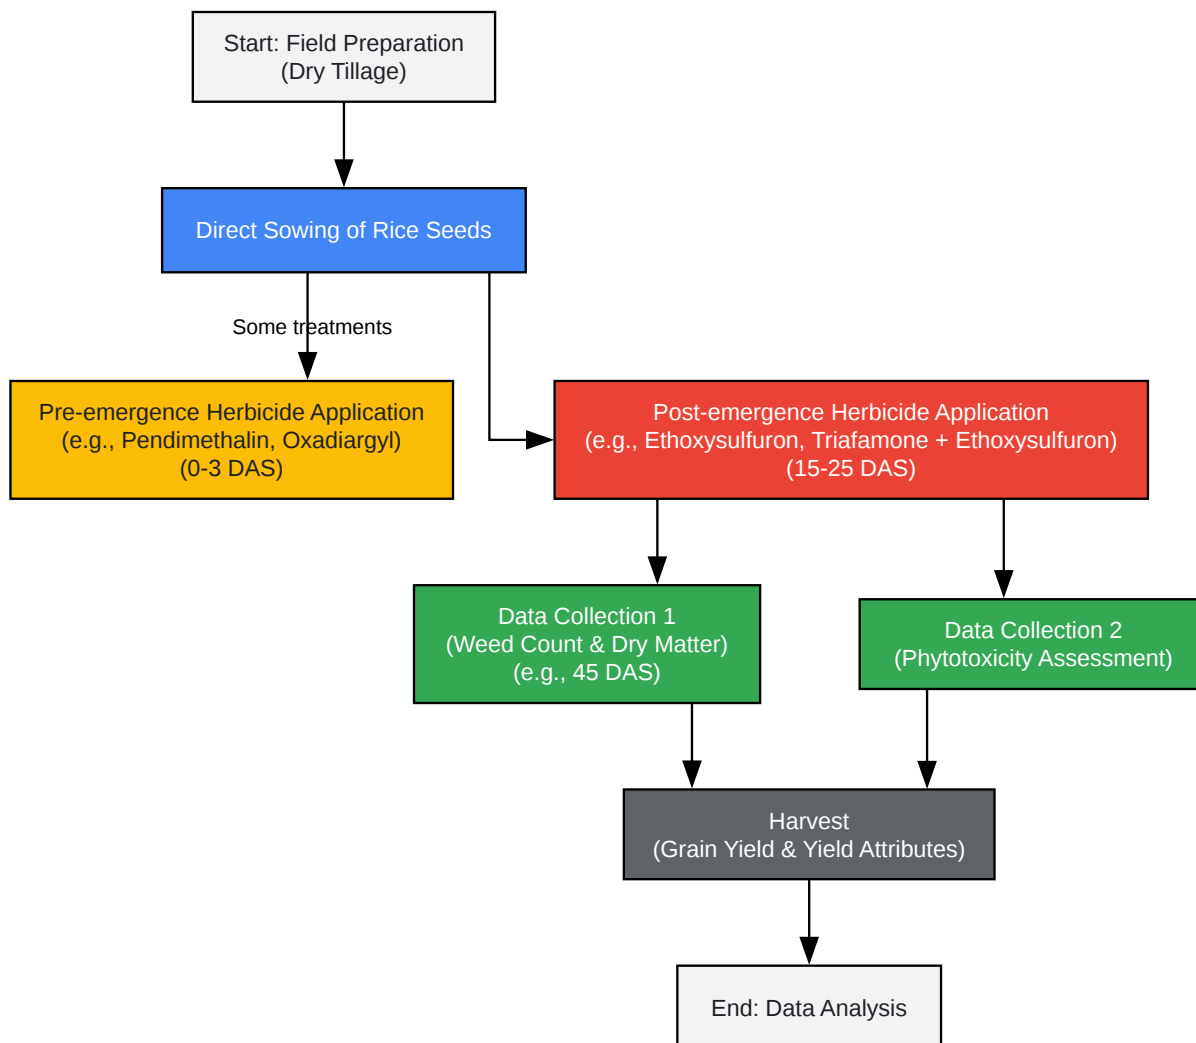 Start: Field Preparation
(Dry Tillage)
Direct Sowing of Rice Seeds
Some treatments
Pre-emergence Herbicide Application
(e.g., Pendimethalin, Oxadiargyl)
(0-3 DAS)
Post-emergence Herbicide Application
(e.g., Ethoxysulfuron, Triafamone + Ethoxysulfuron)
(15-25 DAS)
Data Collection 1
(Weed Count & Dry Matter)
(e.g., 45 DAS)
Data Collection 2
(Phytotoxicity Assessment)
Harvest
(Grain Yield & Yield Attributes)
End: Data Analysis